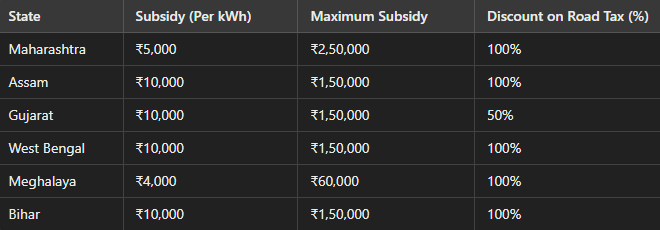 State Subsidy (Per kWh) Maximum Subsidy Discount on Road Tax (%)
Maharashtra ₹5,000 ₹2,50,000 100%
Assam ₹10,000 ₹1,50,000 100%
Gujarat ₹10,000 ₹1,50,000 50%
West Bengal ₹10,000 ₹1,50,000 100%
Meghalaya ₹4,000 ₹60,000 100%
Bihar ₹10,000 ₹1,50,000 100%